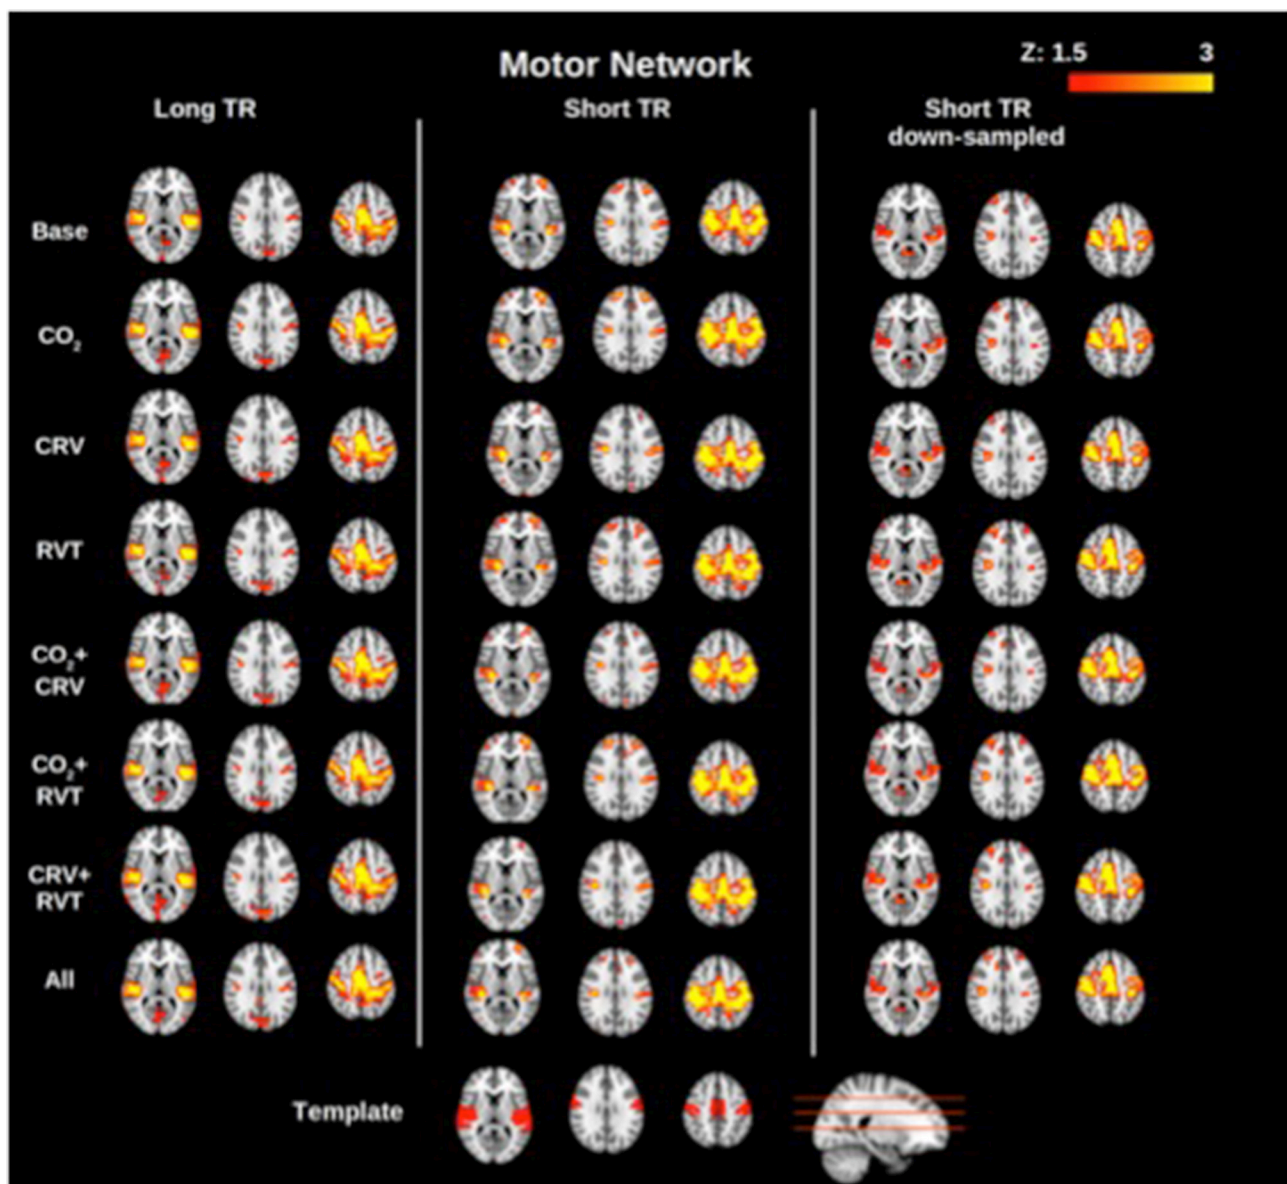 Motor Network
Z: 1.5 3
Long TR
Short TR
Short TR
down-sampled
Base
CO₂
CRV
RVT
CO₂+
CRV
CO₂+
RVT
CRV+
RVT
All
Template